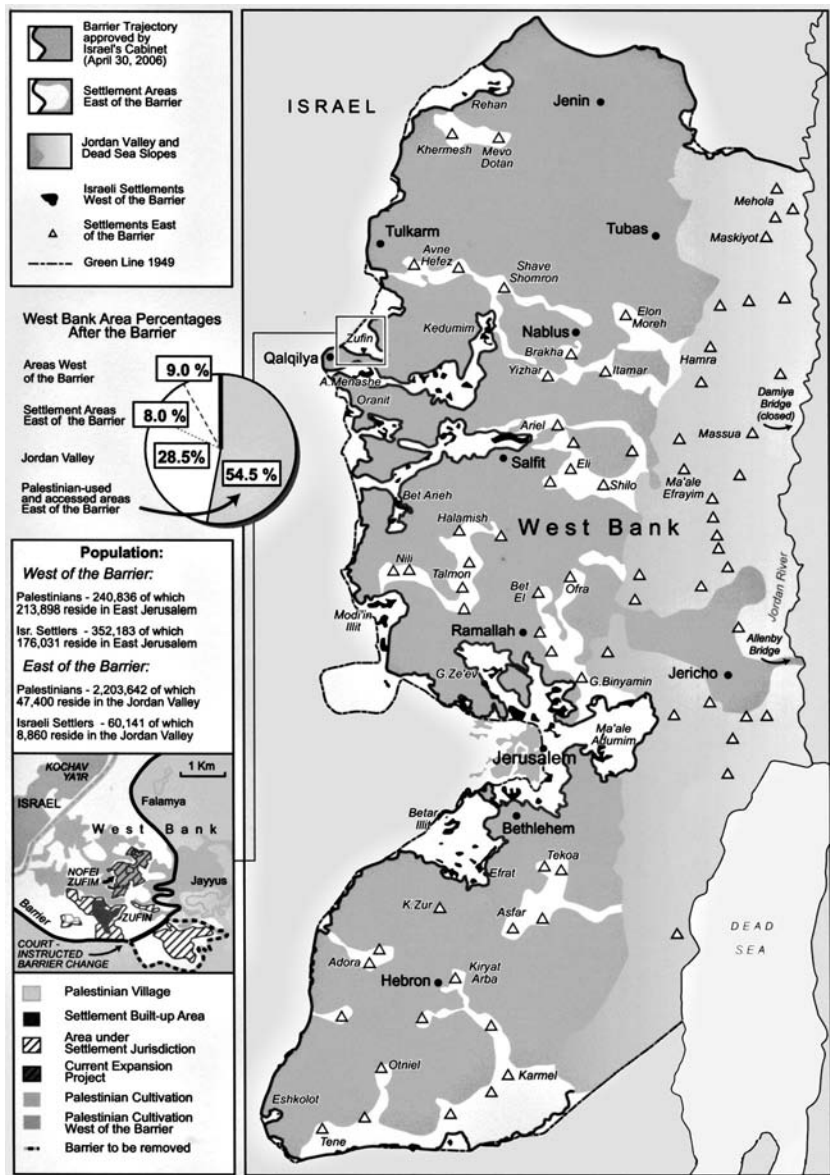 Barrier Trajectory
approved by
Israel's Cabinet
(April 30, 2006)
Settlement Areas
East of the Barrier
Jordan Valley and
Dead Sea Slopes
Israeli Settlements
West of the Barrier
Settlements East
of the Barrier
Green Line 1949
West Bank Area Percentages
After the Barrier
Areas West
of the Barrier
9.0 %
Settlement Areas
East of the Barrier
8.0 %
Jordan Valley
28.5%
54.5 %
Palestinian-used
and accessed areas
East of the Barrier
Population:
West of the Barrier:
Palestinians - 240,836 of which
213,898 reside in East Jerusalem
Isr. Settlers - 352,183 of which
176,031 reside in East Jerusalem
East of the Barrier:
Palestinians - 2,203,642 of which
47,400 reside in the Jordan Valley
Israeli Settlers - 60,141 of which
8,860 reside in the Jordan Valley
KOCHAV
YA'IR
1 Km
ISRAEL
Falamya
West Bank
NOFEI
ZUFIM
Jayyus
ZUFIN
Barrier
COURT -
INSTRUCTED
BARRIER CHANGE
Palestinian Village
Settlement Built-up Area
Area under
Settlement Jurisdiction
Current Expansion
Project
Palestinian Cultivation
Palestinian Cultivation
West of the Barrier
Barrier to be removed
ISRAEL
Rehan
Jenin
Khermesh
Mevo
Dotan
Mehola
Maskiyot
Tulkarm
Tubas
Avne
Hefez
Shave
Shomron
Elon
Moreh
Zufin
Kedumim
Nablus
Qalqilya
Brakha
Hamra
A.Menashe
Yizhar
Itamar
Oranit
Damiya
Bridge
(closed)
Ariel
Massua
Salfit
Eli
Shilo
Ma'ale
Efrayim
Bet Arieh
West Bank
Halamish
Nili
Talmon
Bet
El
Ofra
Jordan River
Modi'in
Illit
Ramallah
Allenby
Bridge
G.Ze'ev
G.Binyamin
Jericho
Ma'ale
Adumim
Jerusalem
Betar
Illit
Bethlehem
Efrat
Tekoa
K.Zur
Asfar
DEAD
SEA
Adora
Hebron
Kiryat
Arba
Otniel
Karmel
Eshkolot
Tene